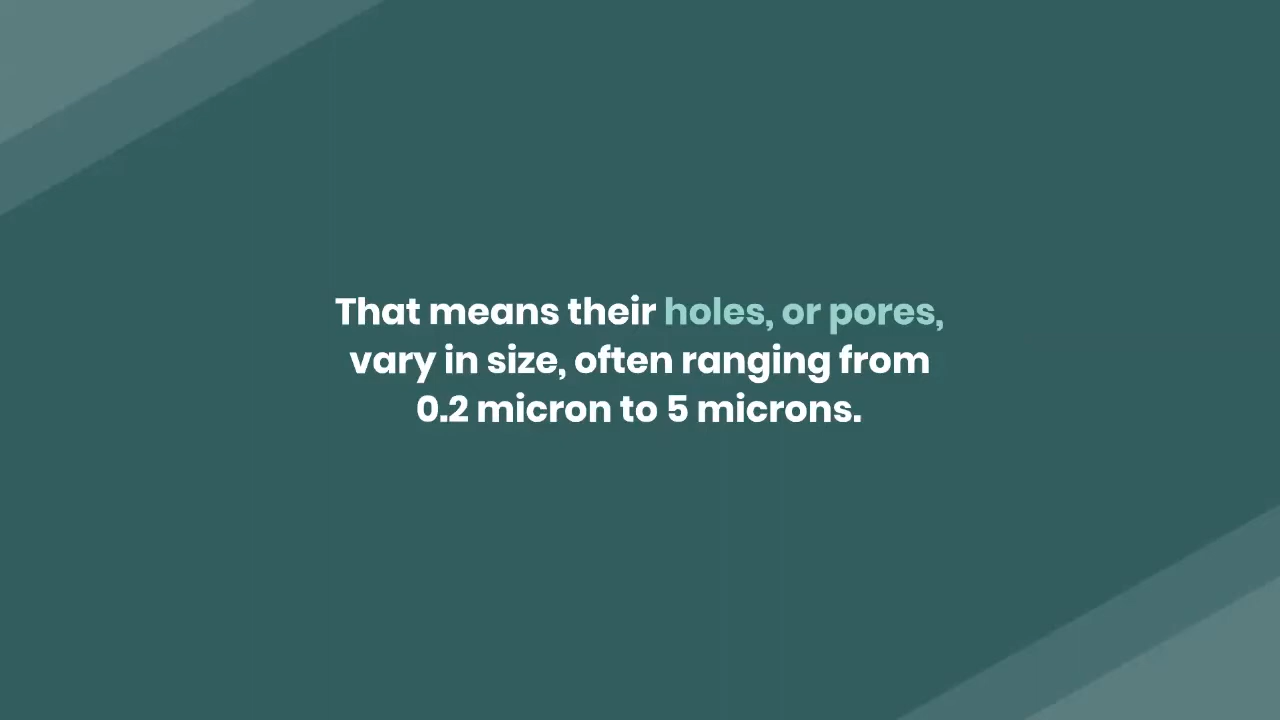 That means their holes, or pores,
vary in size, often ranging from
0.2 micron to 5 microns.